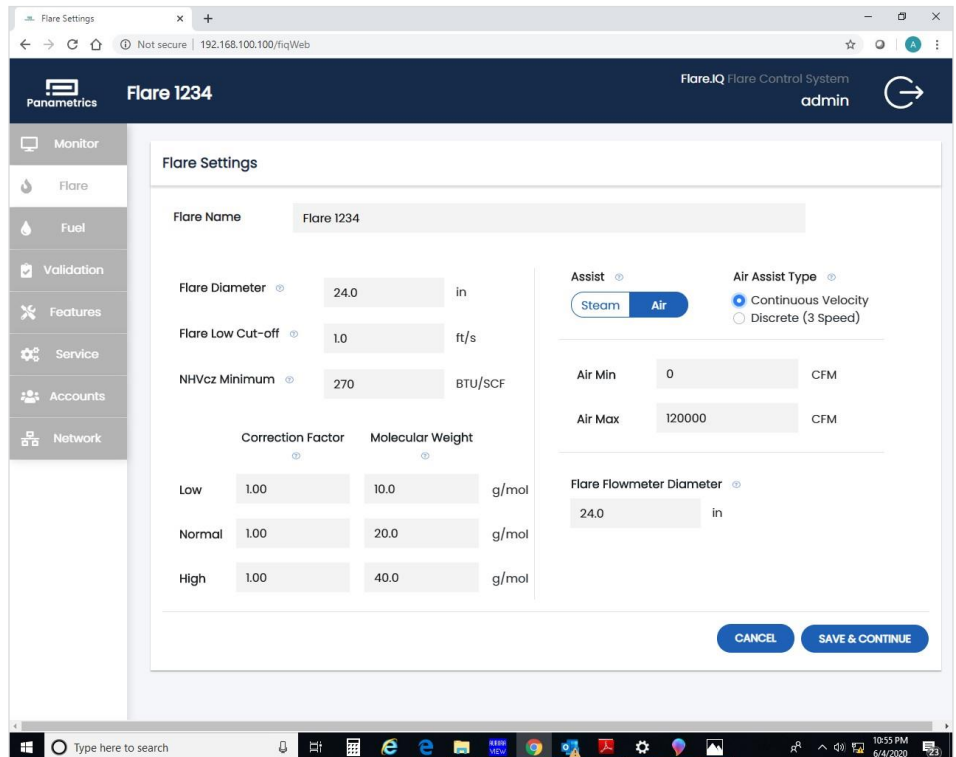 Flare Settings
Not secure | 192.168.100.100/fiqWeb
A
Panametrics
Flare 1234
Flare.IQ Flare Control System
admin
Monitor
Flare
Fuel
Validation
Features
Service
Accounts
Network
Flare Settings
Flare Name
Flare 1234
Flare Diameter 24.0 in
Flare Low Cut-off 1.0 ft/s
NHVcz Minimum 270 BTU/SCF
Correction Factor Molecular Weight
Low 1.00 10.0 g/mol
Normal 1.00 20.0 g/mol
High 1.00 40.0 g/mol
Assist
Steam Air
Air Assist Type
Continuous Velocity
Discrete (3 Speed)
Air Min 0 CFM
Air Max 120000 CFM
Flare Flowmeter Diameter
24.0 in
CANCEL
SAVE & CONTINUE
Type here to search
10:55 PM
6/4/2020
23